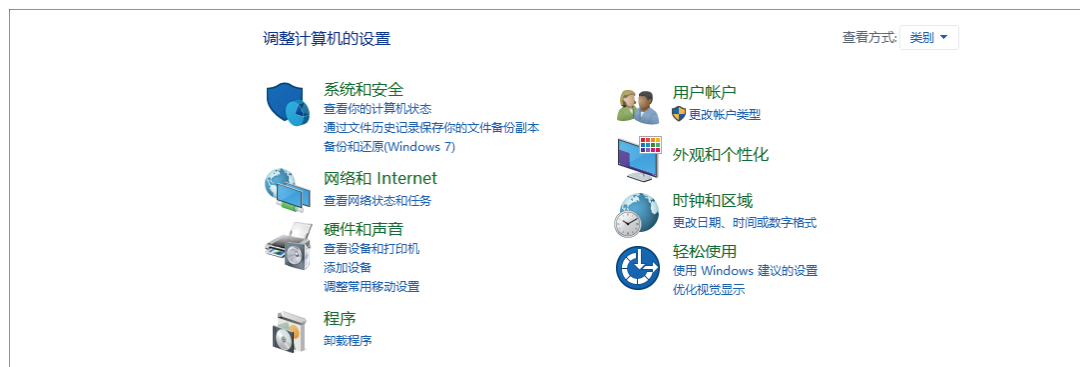 调整计算机的设置
查看方式: 类别
系统和安全
查看你的计算机状态
通过文件历史记录保存你的文件备份副本
备份和还原(Windows 7)
网络和 Internet
查看网络状态和任务
硬件和声音
查看设备和打印机
添加设备
调整常用移动设置
程序
卸载程序
用户帐户
更改帐户类型
外观和个性化
时钟和区域
更改日期、时间或数字格式
轻松使用
使用 Windows 建议的设置
优化视觉显示